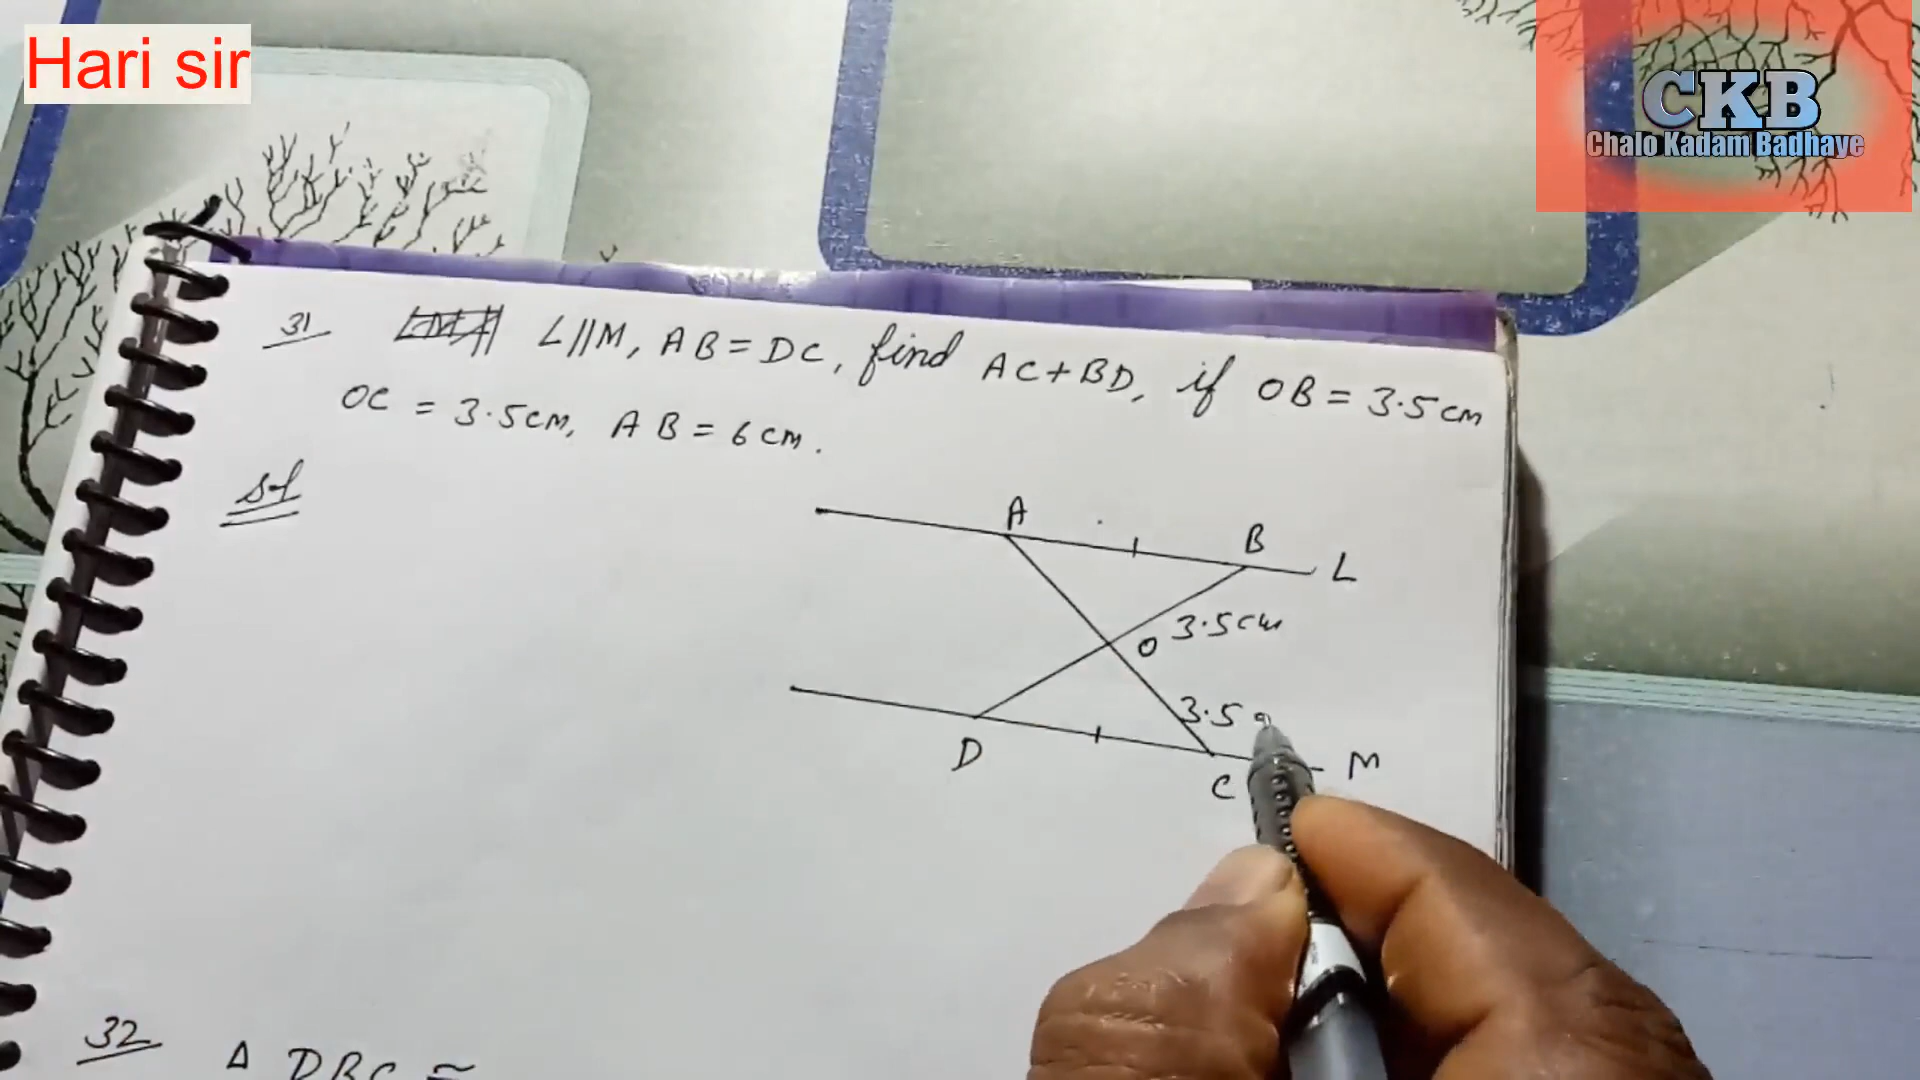 Hari sir
CKB
Chalo Kadam Badhaye
31 L||M, AB = DC, find AC+BD, if OB = 3.5cm
OC = 3.5cm, AB = 6cm.
Sol
A
B
L
3.5cm
O
3.5
D
C
M
32 Δ DBC ≅